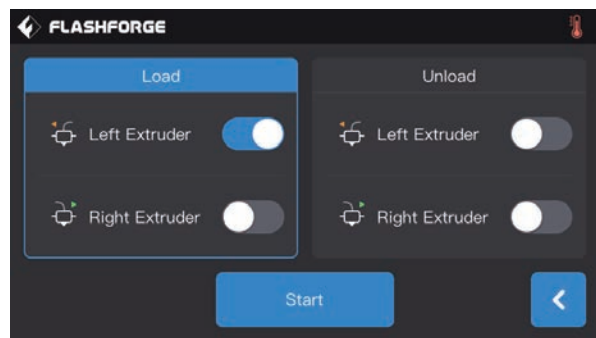 FLASHFORGE
Load
Left Extruder
Right Extruder
Unload
Left Extruder
Right Extruder
Start